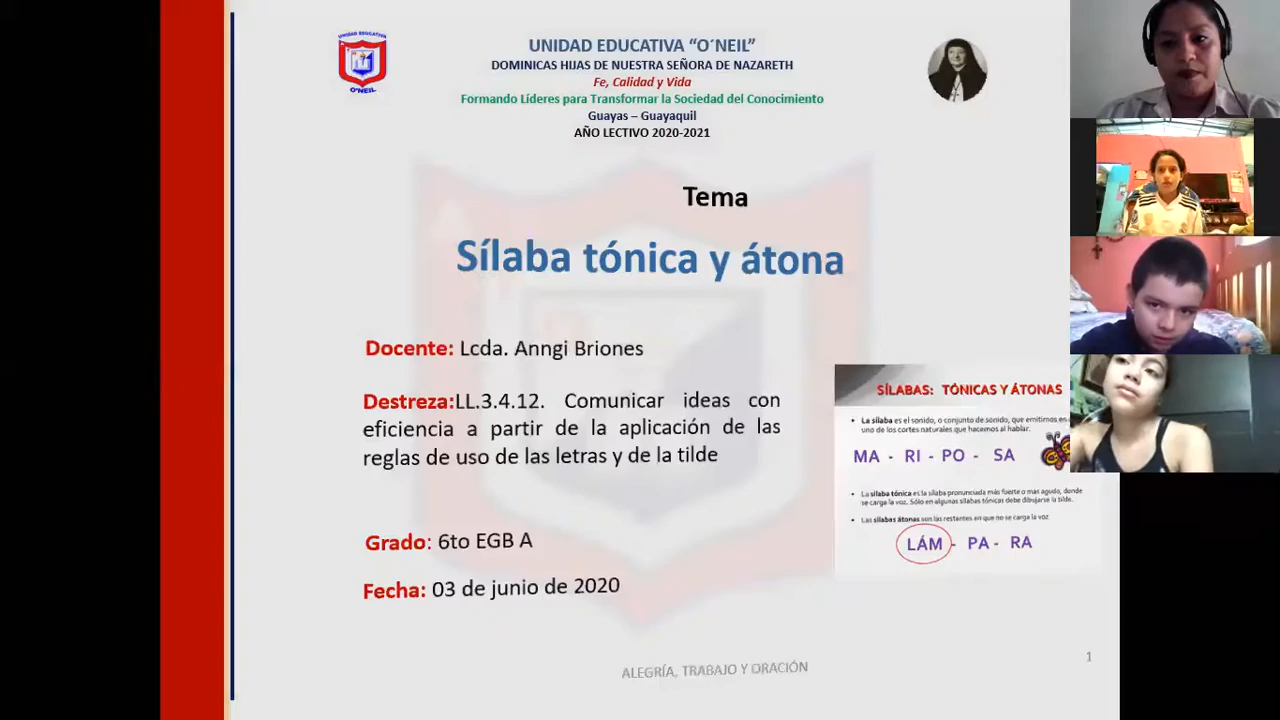 UNIDAD EDUCATIVA
O´NEIL
UNIDAD EDUCATIVA “O´NEIL”
DOMINICAS HIJAS DE NUESTRA SEÑORA DE NAZARETH
Fe, Calidad y Vida
Formando Líderes para Transformar la Sociedad del Conocimiento
Guayas – Guayaquil
AÑO LECTIVO 2020-2021
Tema
Sílaba tónica y átona
Docente: Lcda. Anngi Briones
Destreza:LL.3.4.12. Comunicar ideas con
eficiencia a partir de la aplicación de las
reglas de uso de las letras y de la tilde
Grado: 6to EGB A
Fecha: 03 de junio de 2020
SÍLABAS: TÓNICAS Y ÁTONAS
• La sílaba es el sonido, o conjunto de sonido, que emitimos en
uno de los cortes naturales que hacemos al hablar.
MA - RI - PO - SA
• La sílaba tónica es la sílaba pronunciada más fuerte o mas aguda, donde
se carga la voz. Sólo en algunas sílabas tónicas debe dibujarse la tilde.
• Las sílabas átonas son las restantes en que no se carga la voz
LÁM - PA - RA
ALEGRÍA, TRABAJO Y ORACIÓN
1